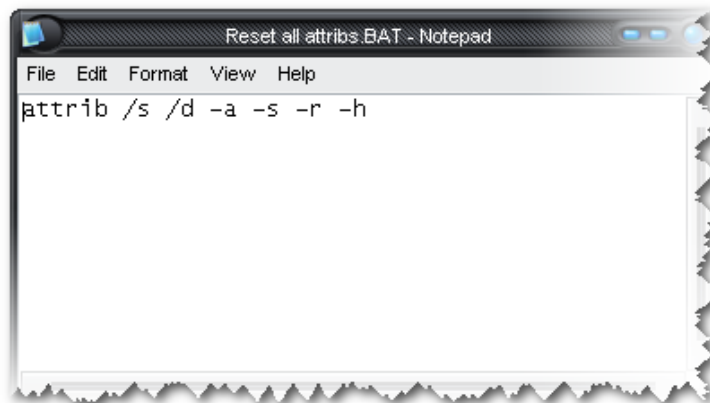 Reset all attribs.BAT - Notepad
File Edit Format View Help
attrib /s /d -a -s -r -h